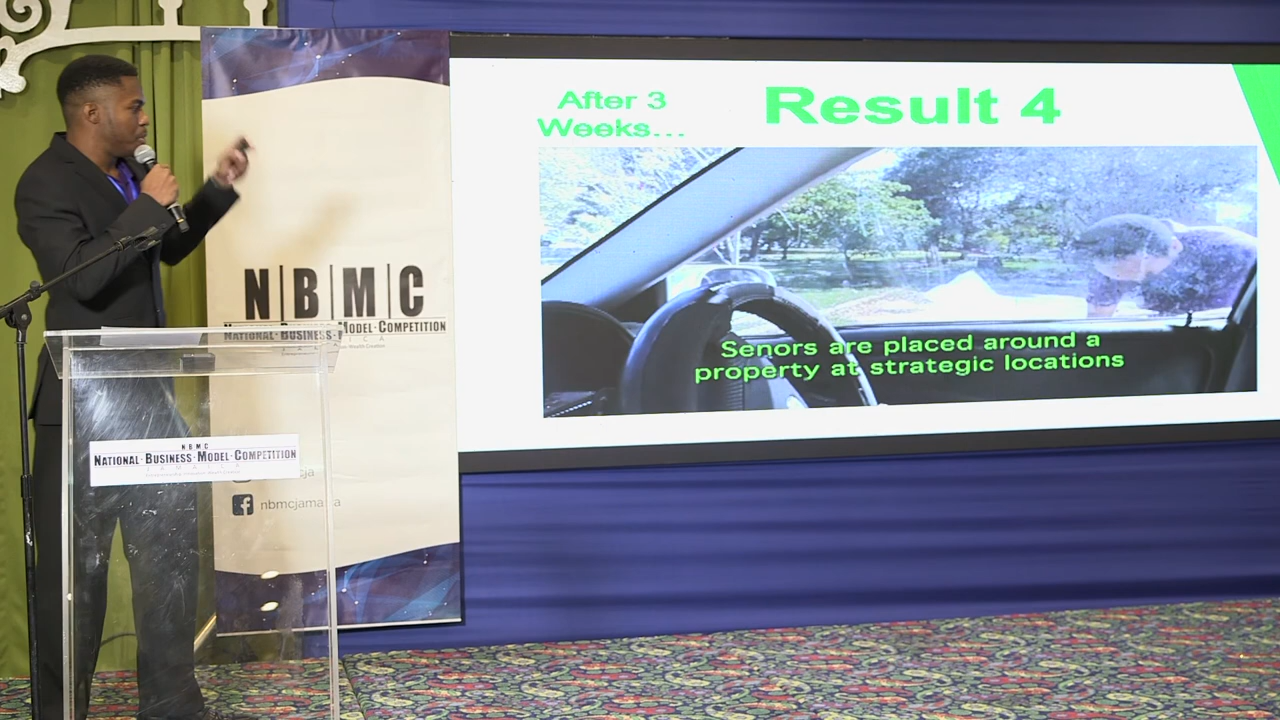 After 3
Weeks...
Result 4
Senors are placed around a
property at strategic locations
N|B|M|C
National·Business·Model·Competition
NBMC
National·Business·Model·Competition
JAMAICA
nbmcjamaica